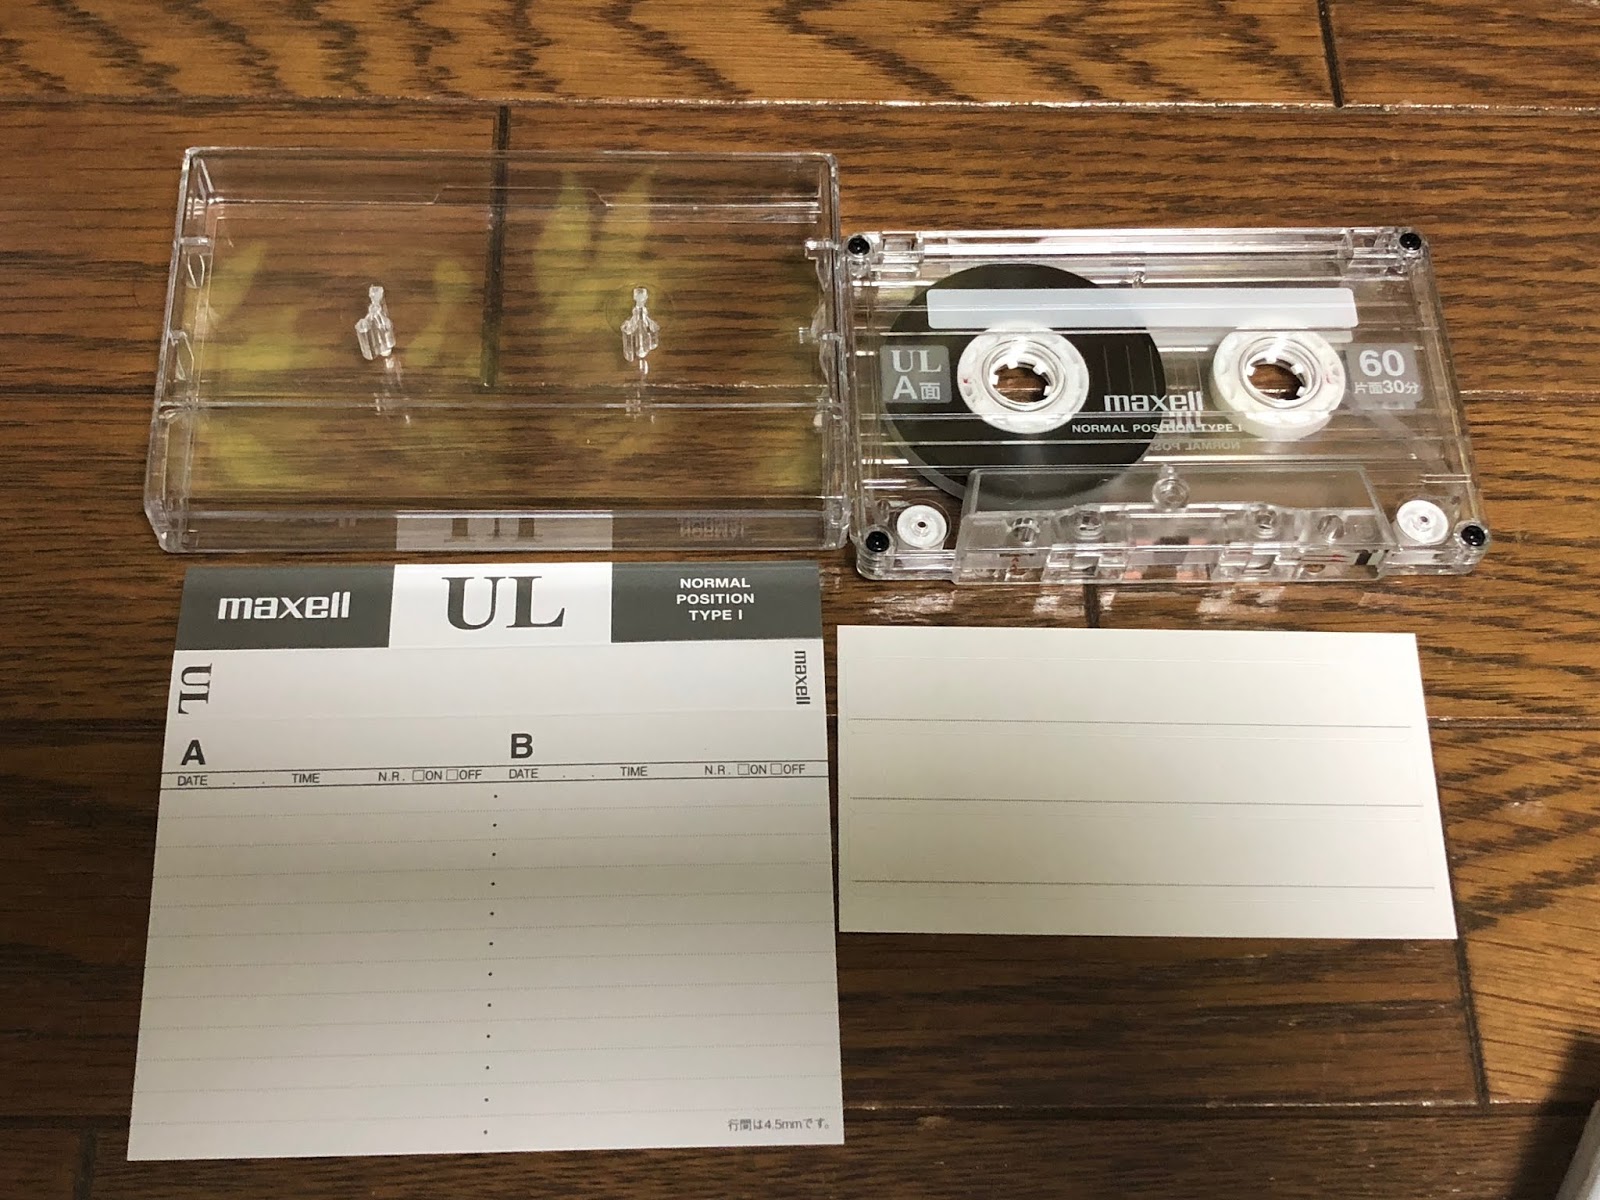 UL
A面
60
片面30分
maxell
NORMAL POSITION TYPE I
maxell
UL
NORMAL
POSITION
TYPE I
UL
maxell
A
B
DATE . . TIME N.R. □ON □OFF
DATE . . TIME N.R. □ON □OFF
行間は4.5mmです。